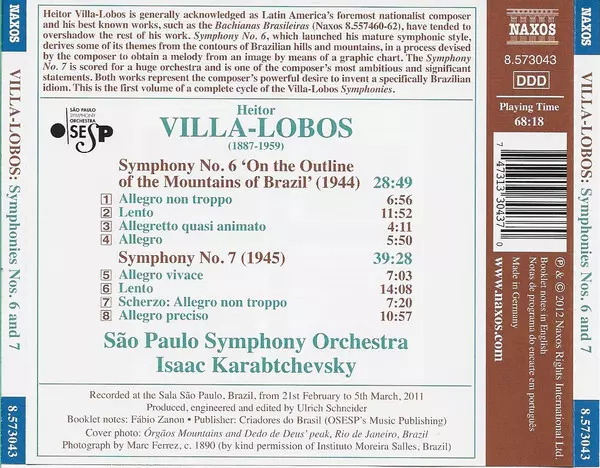 NAXOS
VILLA-LOBOS: Symphonies Nos. 6 and 7
8.573043
Heitor Villa-Lobos is generally acknowledged as Latin America's foremost nationalist composer
and his best known works, such as the Bachianas Brasileiras (Naxos 8.557460-62), have tended to
overshadow the rest of his work. Symphony No. 6, which launched his mature symphonic style,
derives some of its themes from the contours of Brazilian hills and mountains, in a process devised
by the composer to obtain a melody from an image by means of a graphic chart. The Symphony
No. 7 is scored for a huge orchestra and is one of the composer's most ambitious and significant
statements. Both works represent the composer's powerful desire to invent a specifically Brazilian
idiom. This is the first volume of a complete cycle of the Villa-Lobos Symphonies.
SÃO PAULO
SYMPHONY
ORCHESTRA
OSESP
Heitor
VILLA-LOBOS
(1887-1959)
Symphony No. 6 ‘On the Outline
of the Mountains of Brazil’ (1944) 28:49
1 Allegro non troppo 6:56
2 Lento 11:52
3 Allegretto quasi animato 4:11
4 Allegro 5:50
Symphony No. 7 (1945) 39:28
5 Allegro vivace 7:03
6 Lento 14:08
7 Scherzo: Allegro non troppo 7:20
8 Allegro preciso 10:57
São Paulo Symphony Orchestra
Isaac Karabtchevsky
Recorded at the Sala São Paulo, Brazil, from 21st February to 5th March, 2011
Produced, engineered and edited by Ulrich Schneider
Booklet notes: Fábio Zanon • Publisher: Criadores do Brasil (OSESP's Music Publishing)
Cover photo: Órgãos Mountains and Dedo de Deus' peak, Rio de Janeiro, Brazil
Photograph by Marc Ferrez, c. 1890 (by kind permission of Instituto Moreira Salles, Brazil)
NAXOS
8.573043
DDD
Playing Time
68:18
7 47313 30437 0
℗ & © 2012 Naxos Rights International Ltd.
Booklet notes in English
Notas de programa do encarte em português
Made in Germany
www.naxos.com
NAXOS
VILLA-LOBOS: Symphonies Nos. 6 and 7
8.573043